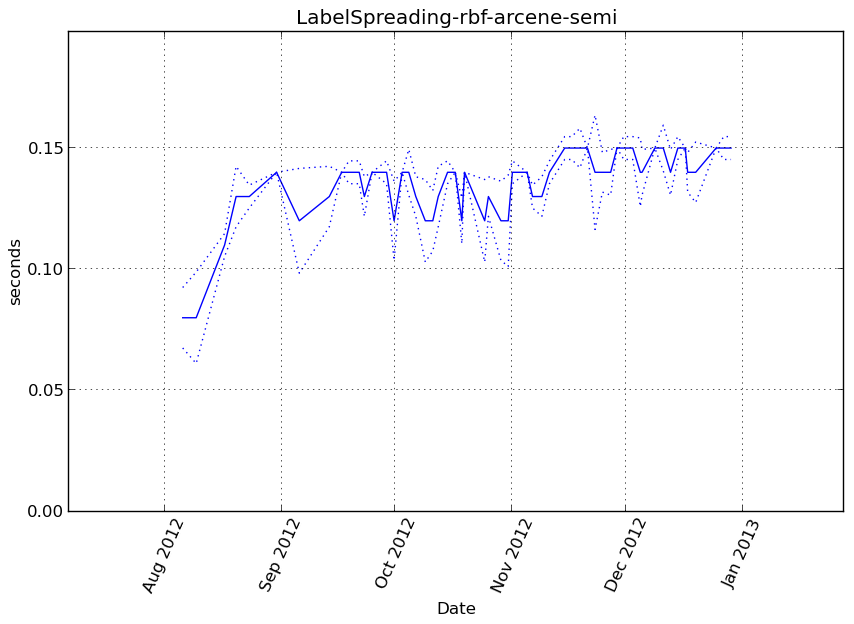 LabelSpreading-rbf-arcene-semi
seconds
0.15
0.10
0.05
0.00
Aug 2012
Sep 2012
Oct 2012
Nov 2012
Dec 2012
Jan 2013
Date